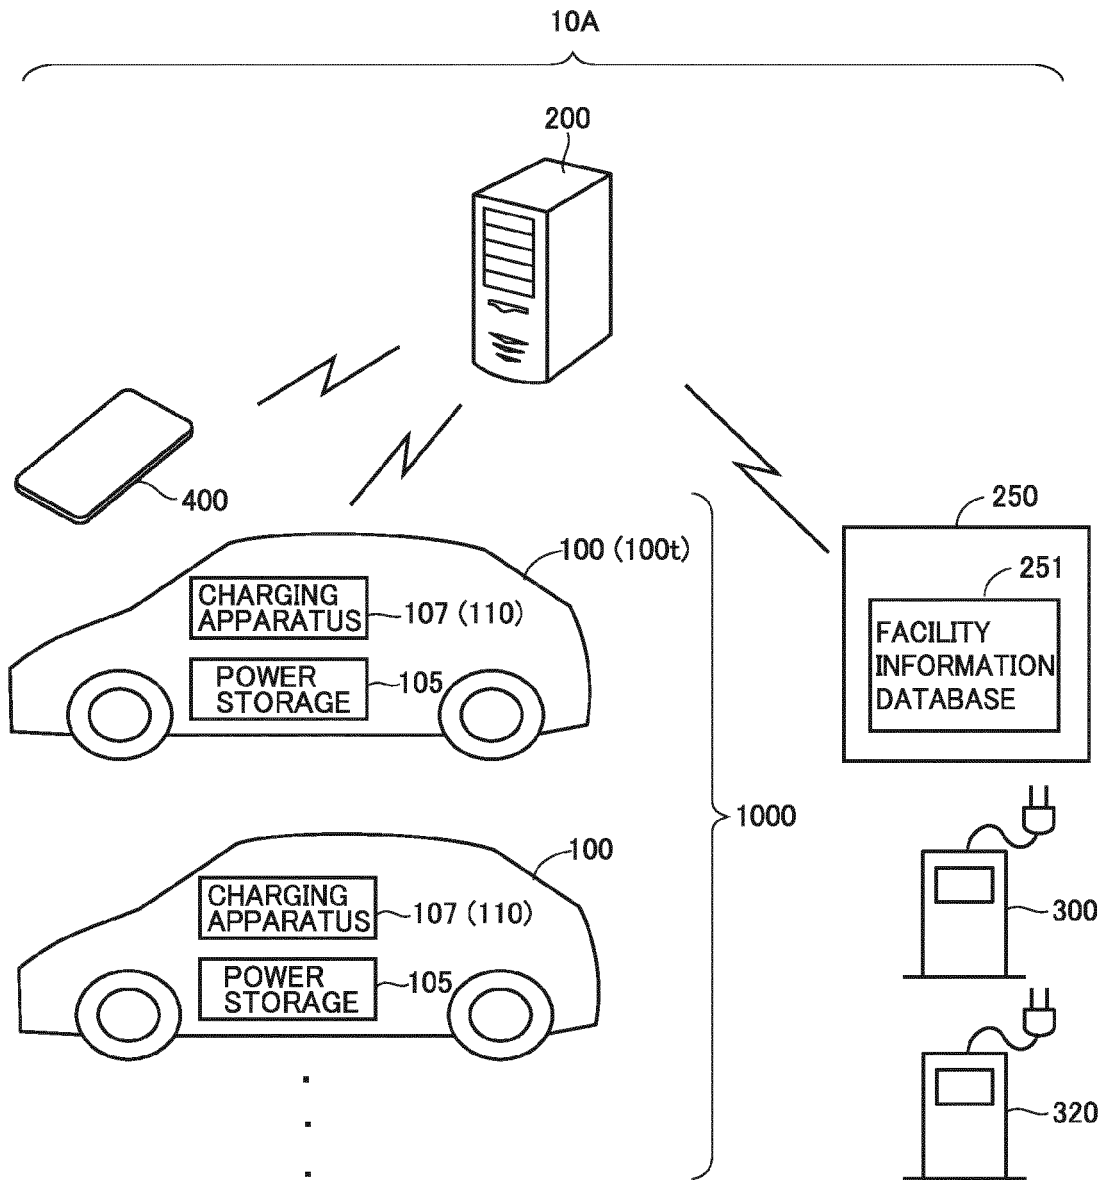 10A
200
400
250
100 (100t)
251
CHARGING
APPARATUS
107 (110)
FACILITY
INFORMATION
DATABASE
POWER
STORAGE
105
1000
100
CHARGING
APPARATUS
107 (110)
300
POWER
STORAGE
105
320